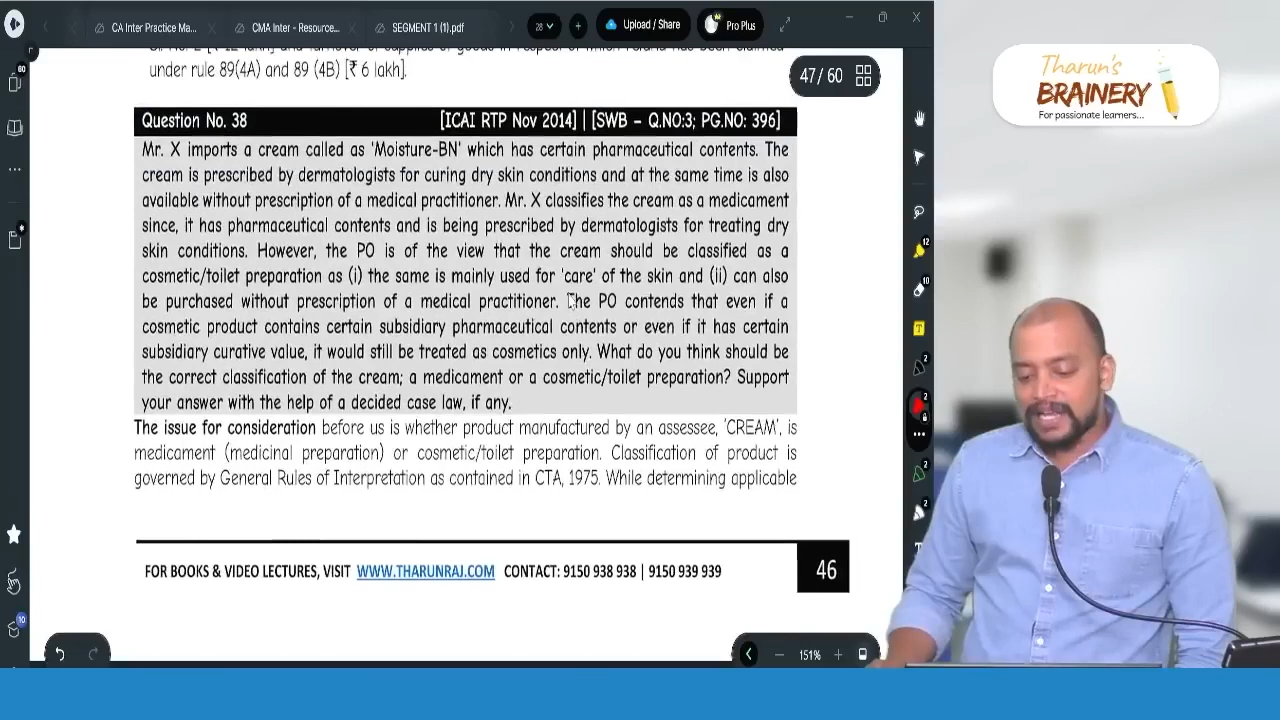 CA Inter Practice Ma...
CMA Inter - Resource...
SEGMENT 1 (1).pdf
28
Upload / Share
Pro Plus
under rule 89(4A) and 89 (4B) [₹ 6 lakh].
47 / 60
Tharun's
BRAINERY
For passionate learners...
Question No. 38 [ICAI RTP Nov 2014] | [SWB – Q.NO:3; PG.NO: 396]
Mr. X imports a cream called as 'Moisture-BN' which has certain pharmaceutical contents. The
cream is prescribed by dermatologists for curing dry skin conditions and at the same time is also
available without prescription of a medical practitioner. Mr. X classifies the cream as a medicament
since, it has pharmaceutical contents and is being prescribed by dermatologists for treating dry
skin conditions. However, the PO is of the view that the cream should be classified as a
cosmetic/toilet preparation as (i) the same is mainly used for 'care' of the skin and (ii) can also
be purchased without prescription of a medical practitioner. The PO contends that even if a
cosmetic product contains certain subsidiary pharmaceutical contents or even if it has certain
subsidiary curative value, it would still be treated as cosmetics only. What do you think should be
the correct classification of the cream; a medicament or a cosmetic/toilet preparation? Support
your answer with the help of a decided case law, if any.
The issue for consideration before us is whether product manufactured by an assessee, 'CREAM', is
medicament (medicinal preparation) or cosmetic/toilet preparation. Classification of product is
governed by General Rules of Interpretation as contained in CTA, 1975. While determining applicable
FOR BOOKS & VIDEO LECTURES, VISIT WWW.THARUNRAJ.COM CONTACT: 9150 938 938 | 9150 939 939
46
151%